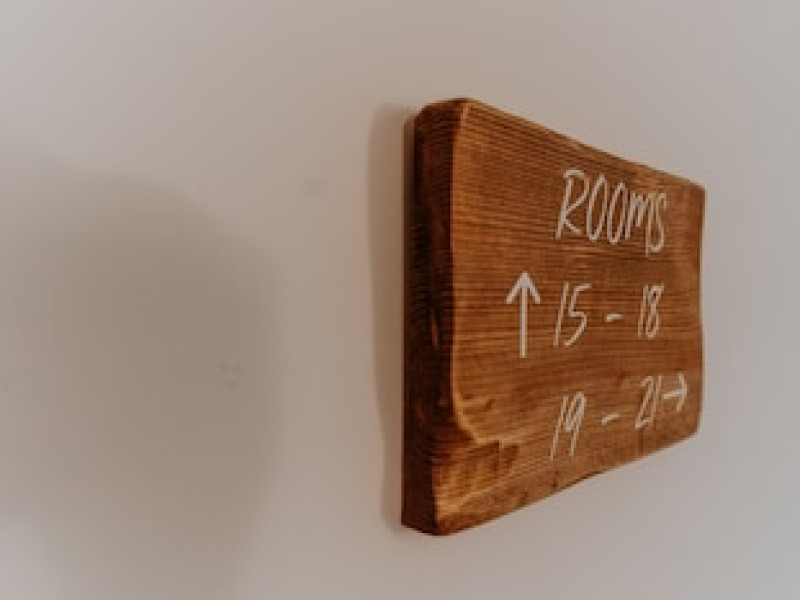 ROOMS
↑ 15 - 18
19 - 21 →